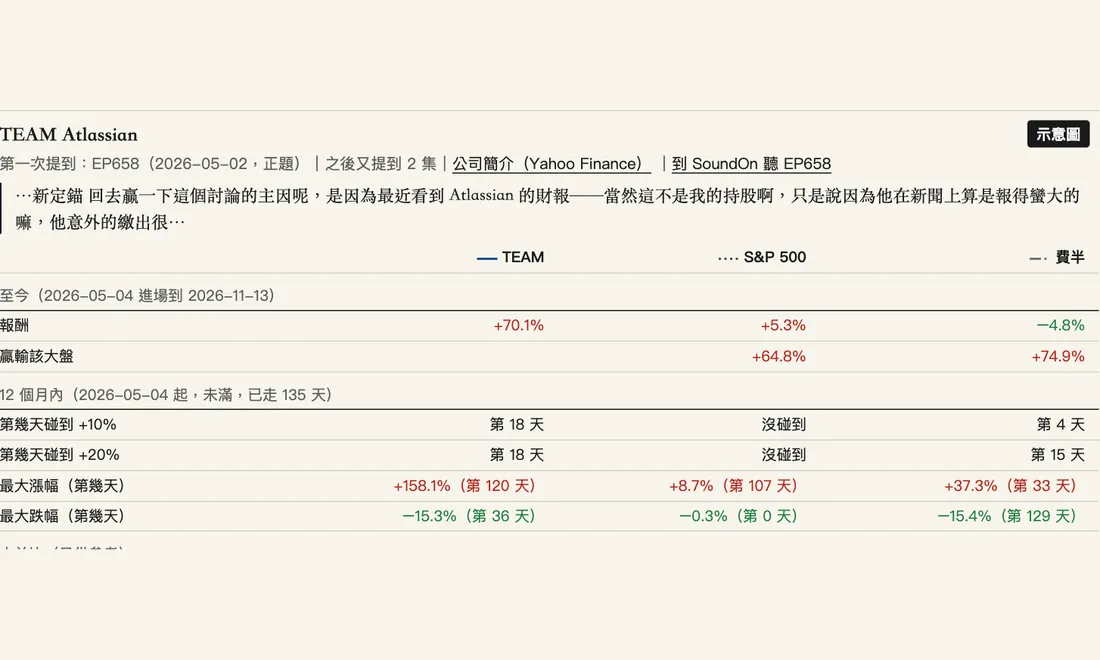 TEAM Atlassian
示意圖
第一次提到：EP658（2026-05-02，正題）｜之後又提到 2 集｜公司簡介（Yahoo Finance）｜到 SoundOn 聽 EP658
…新定錨 回去贏一下這個討論的主因呢，是因為最近看到 Atlassian 的財報——當然這不是我的持股啊，只是說因為他在新聞上算是報得蠻大的
嘛，他意外的繳出很…
TEAM S&P 500 費半
至今（2026-05-04 進場到 2026-11-13）
報酬 +70.1% +5.3% −4.8%
贏輸該大盤 +64.8% +74.9%
12 個月內（2026-05-04 起，未滿，已走 135 天）
第幾天碰到 +10% 第 18 天 沒碰到 第 4 天
第幾天碰到 +20% 第 18 天 沒碰到 第 15 天
最大漲幅（第幾天） +158.1%（第 120 天） +8.7%（第 107 天） +37.3%（第 33 天）
最大跌幅（第幾天） −15.3%（第 36 天） −0.3%（第 0 天） −15.4%（第 129 天）